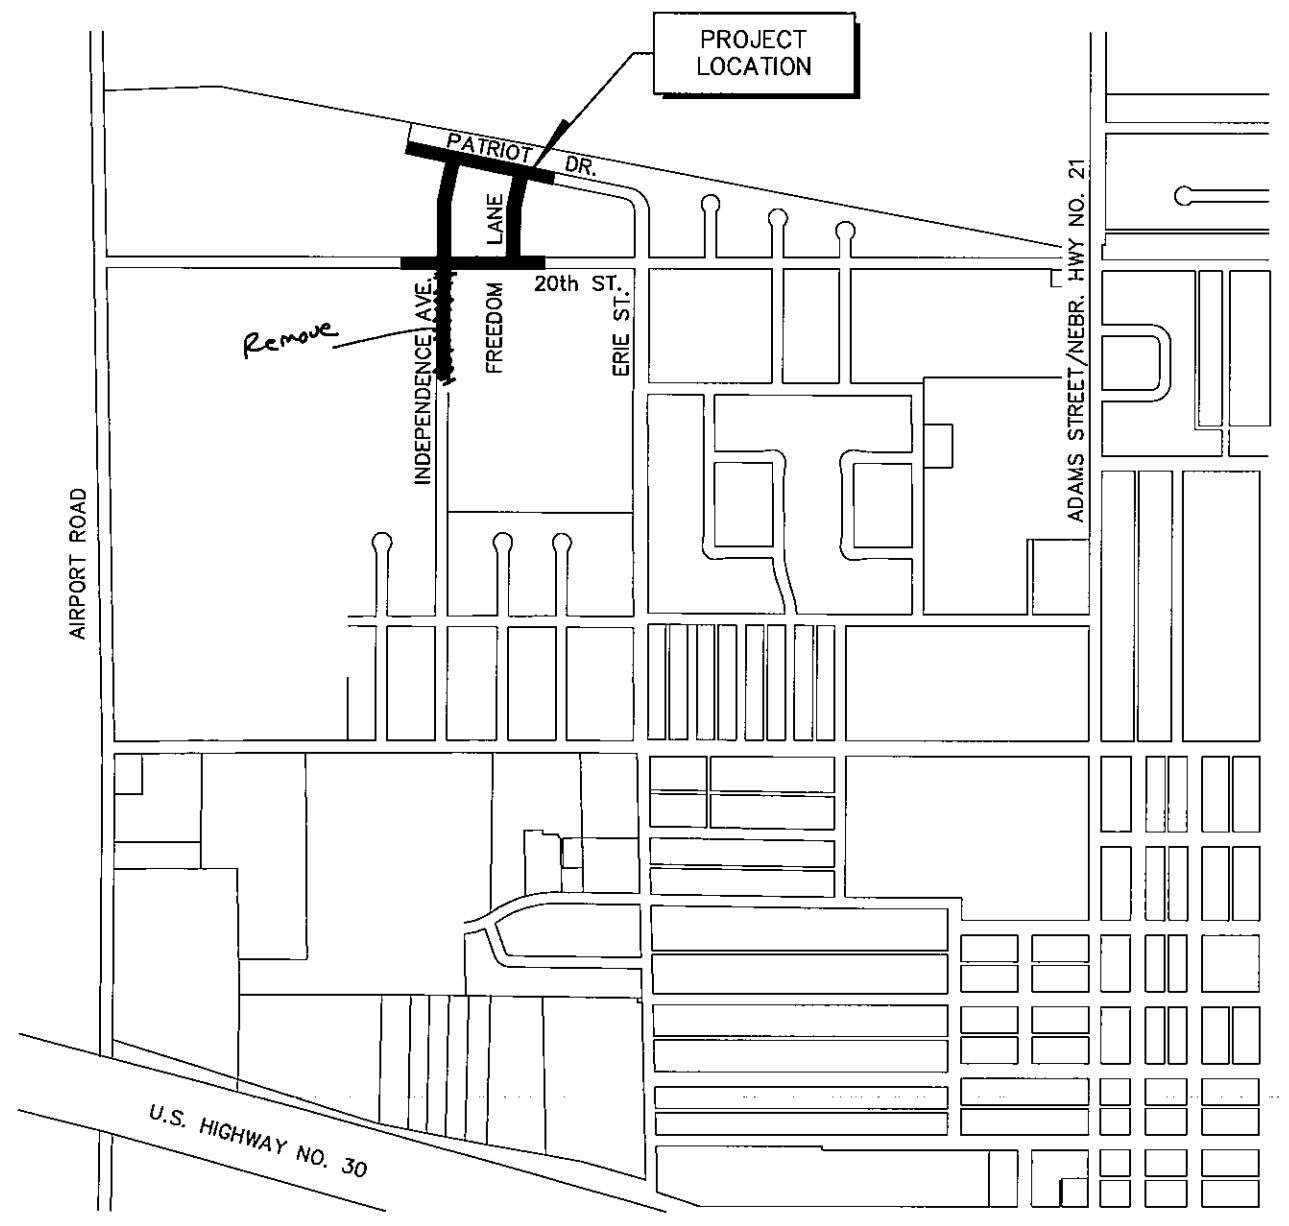 PROJECT
LOCATION
PATRIOT DR.
FREEDOM LANE
20th ST.
INDEPENDENCE AVE.
ERIE ST.
Remove
ADAMS STREET/NEBR. HWY NO. 21
AIRPORT ROAD
U.S. HIGHWAY NO. 30